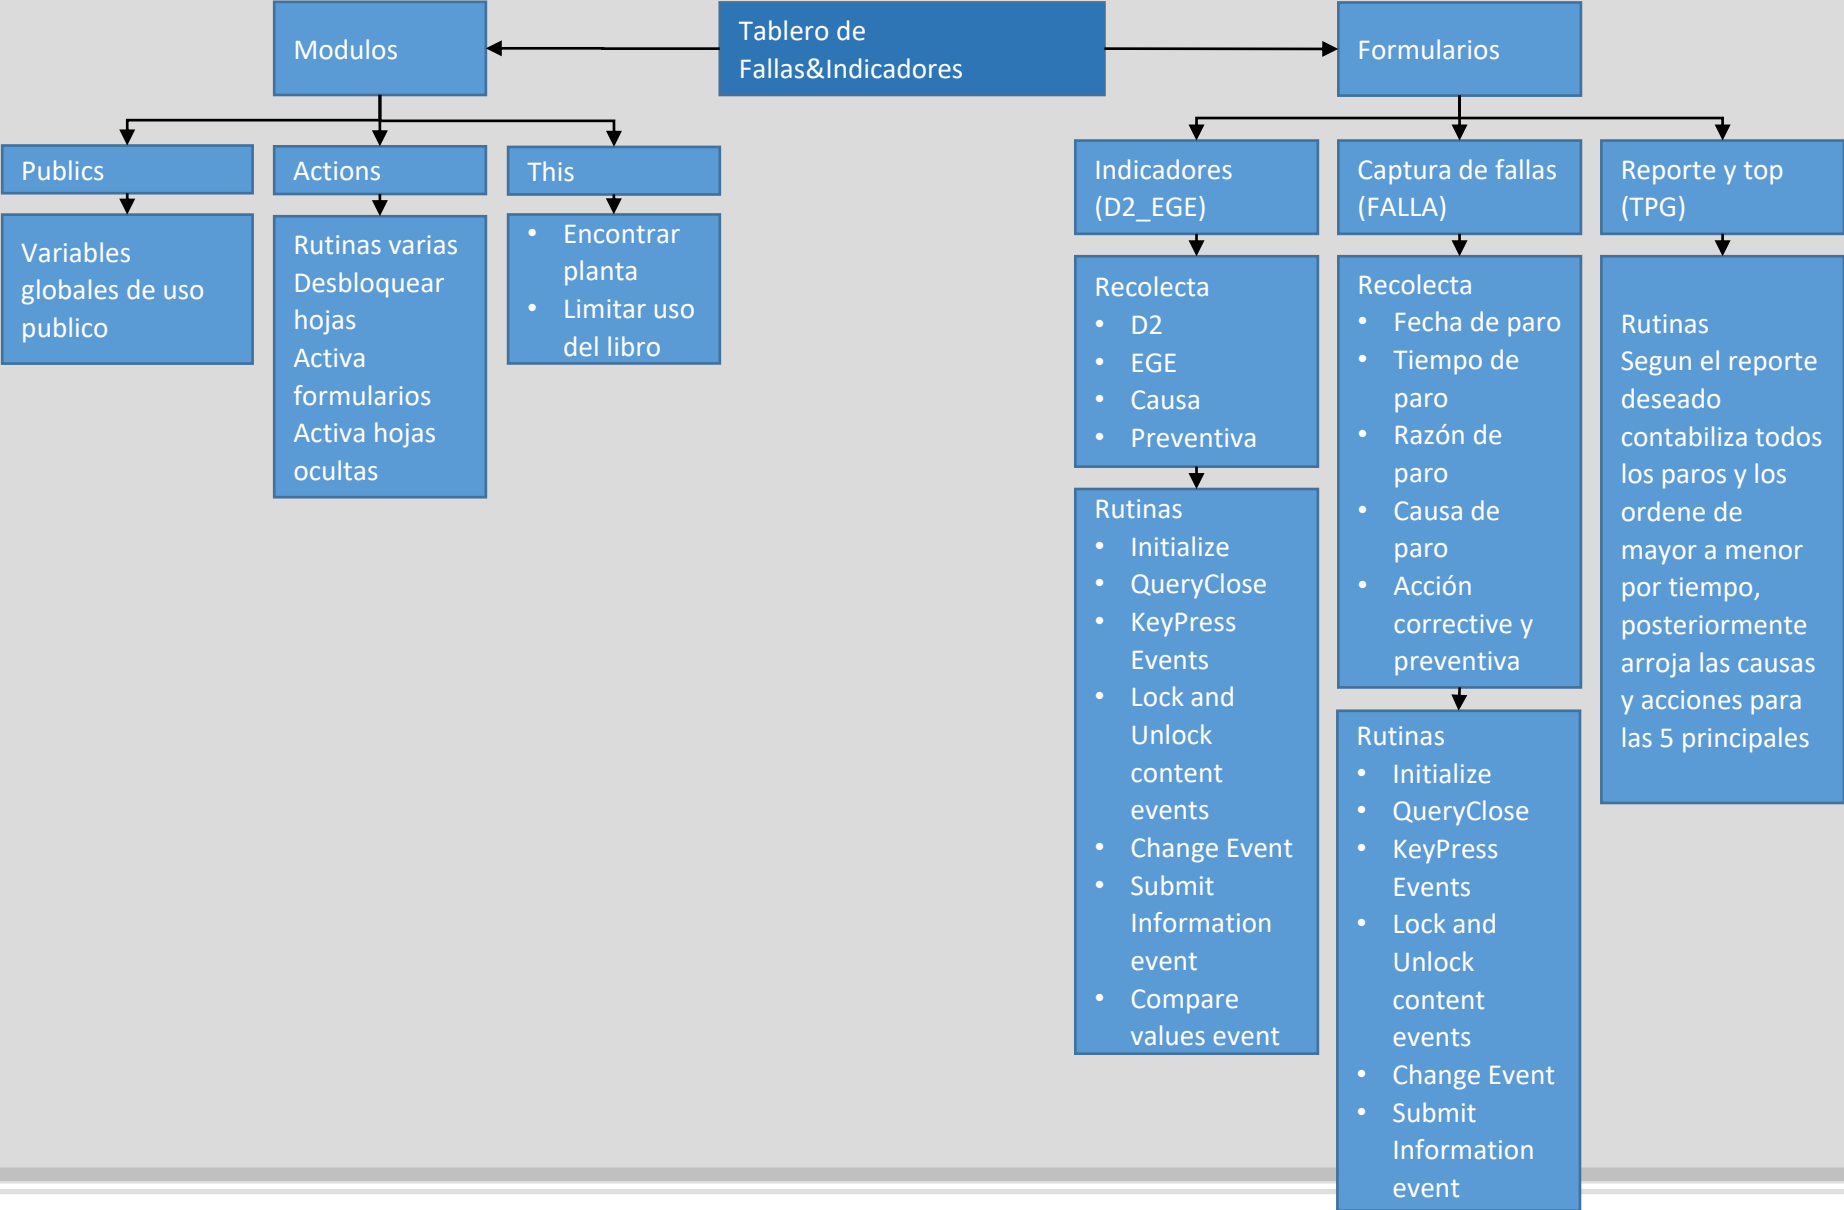 Tablero de
Fallas&Indicadores
Modulos
Publics
Variables
globales de uso
publico
Actions
Rutinas varias
Desbloquear
hojas
Activa
formularios
Activa hojas
ocultas
This
• Encontrar
planta
• Limitar uso
del libro
Formularios
Indicadores
(D2_EGE)
Recolecta
• D2
• EGE
• Causa
• Preventiva
Rutinas
• Initialize
• QueryClose
• KeyPress
Events
• Lock and
Unlock
content
events
• Change Event
• Submit
Information
event
• Compare
values event
Captura de fallas
(FALLA)
Recolecta
• Fecha de paro
• Tiempo de
paro
• Razón de
paro
• Causa de
paro
• Acción
corrective y
preventiva
Rutinas
• Initialize
• QueryClose
• KeyPress
Events
• Lock and
Unlock
content
events
• Change Event
• Submit
Information
event
Reporte y top
(TPG)
Rutinas
Segun el reporte
deseado
contabiliza todos
los paros y los
ordene de
mayor a menor
por tiempo,
posteriormente
arroja las causas
y acciones para
las 5 principales